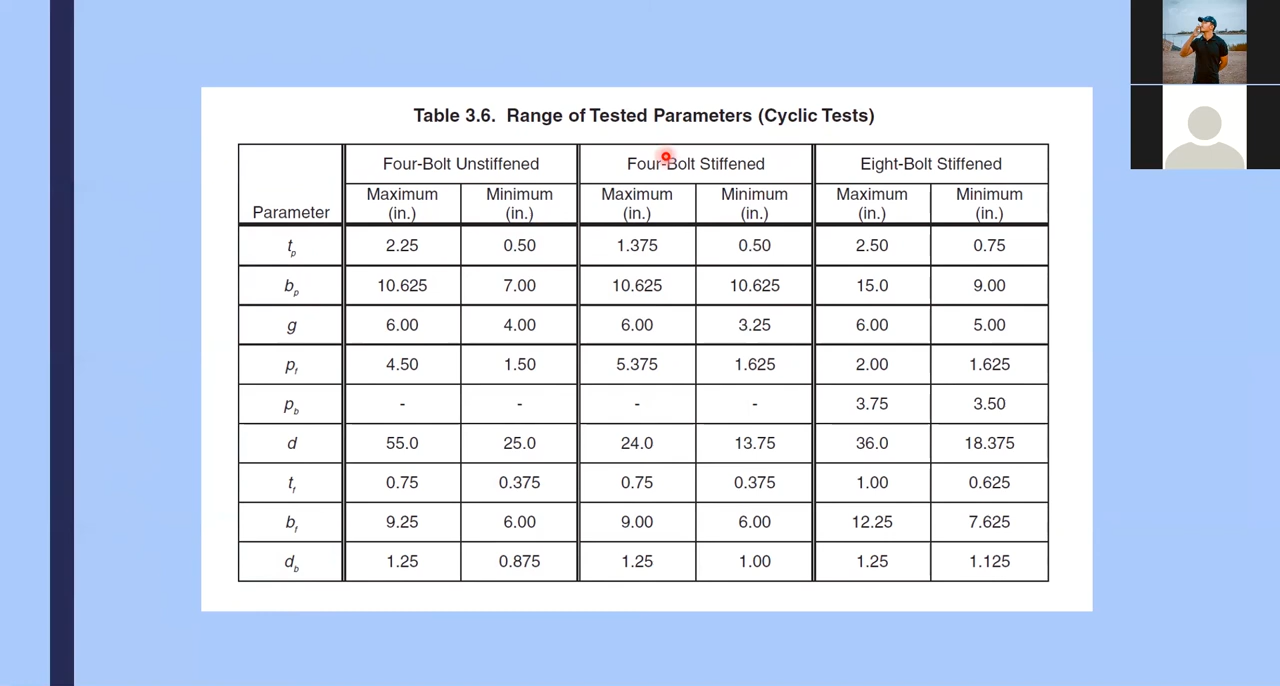 Table 3.6. Range of Tested Parameters (Cyclic Tests)
Parameter Four-Bolt Unstiffened Four-Bolt Stiffened Eight-Bolt Stiffened
Maximum (in.) Minimum (in.) Maximum (in.) Minimum (in.) Maximum (in.) Minimum (in.)
tp 2.25 0.50 1.375 0.50 2.50 0.75
bp 10.625 7.00 10.625 10.625 15.0 9.00
g 6.00 4.00 6.00 3.25 6.00 5.00
pf 4.50 1.50 5.375 1.625 2.00 1.625
pb - - - - 3.75 3.50
d 55.0 25.0 24.0 13.75 36.0 18.375
tf 0.75 0.375 0.75 0.375 1.00 0.625
bf 9.25 6.00 9.00 6.00 12.25 7.625
db 1.25 0.875 1.25 1.00 1.25 1.125